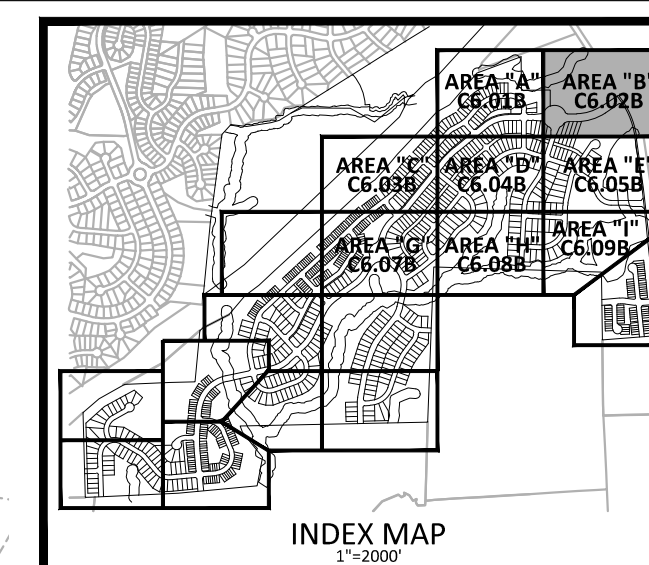 AREA "A"
C6.01B
AREA "B"
C6.02B
AREA "C"
C6.03B
AREA "D"
C6.04B
AREA "E"
C6.05B
AREA "G"
C6.07B
AREA "H"
C6.08B
AREA "I"
C6.09B
INDEX MAP
1"=2000'